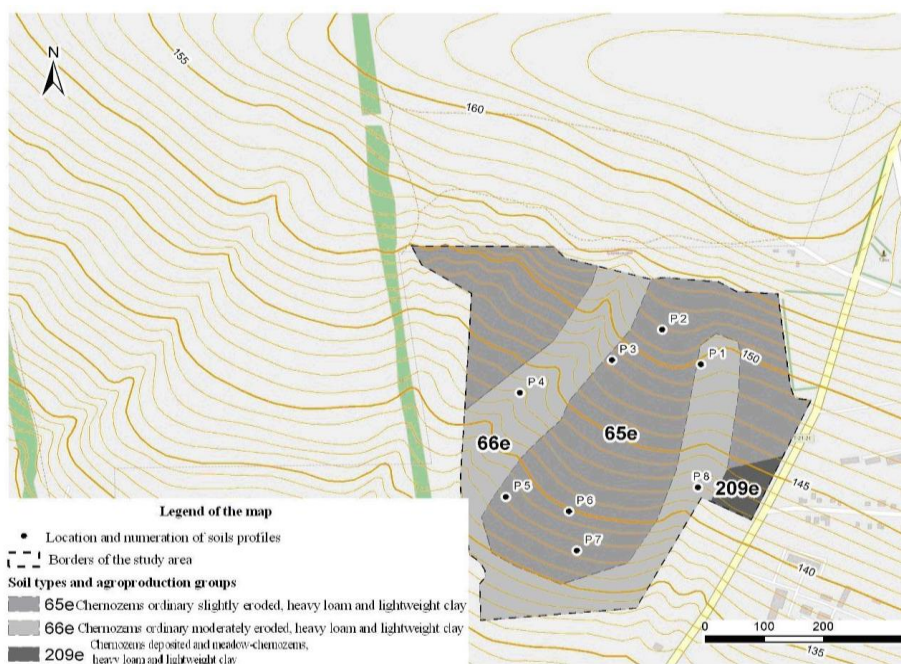 N
155
160
P 2
P 3
P 1
150
P 4
66e
65e
P 5
P 6
P 8
209e
145
P 7
140
135
0 100 200
Legend of the map
Location and numeration of soils profiles
Borders of the study area
Soil types and agroproduction groups
65e Chernozems ordinary slightly eroded, heavy loam and lightweight clay
66e Chernozems ordinary moderately eroded, heavy loam and lightweight clay
209e Chernozems deposited and meadow-chernozems,
heavy loam and lightweight clay